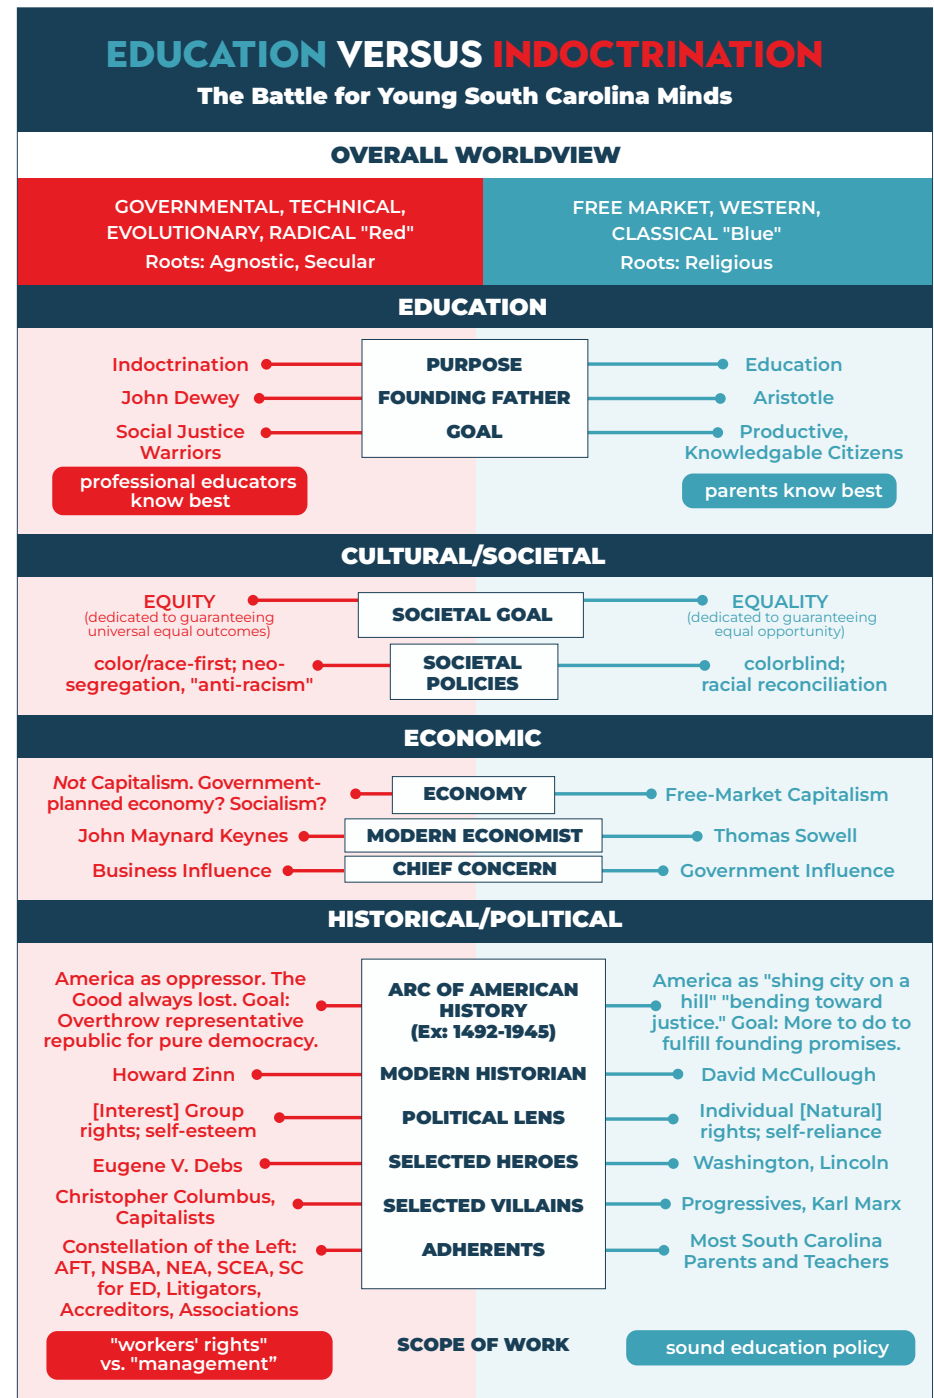 EDUCATION VERSUS INDOCTRINATION
The Battle for Young South Carolina Minds
OVERALL WORLDVIEW
GOVERNMENTAL, TECHNICAL,
EVOLUTIONARY, RADICAL "Red"
Roots: Agnostic, Secular
FREE MARKET, WESTERN,
CLASSICAL "Blue"
Roots: Religious
EDUCATION
Indoctrination
PURPOSE
Education
John Dewey
FOUNDING FATHER
Aristotle
Social Justice
Warriors
GOAL
Productive,
Knowledgable Citizens
professional educators
know best
parents know best
CULTURAL/SOCIETAL
EQUITY
(dedicated to guaranteeing
universal equal outcomes)
SOCIETAL GOAL
EQUALITY
(dedicated to guaranteeing
equal opportunity)
color/race-first; neo-
segregation, "anti-racism"
SOCIETAL
POLICIES
colorblind;
racial reconciliation
ECONOMIC
Not Capitalism. Government-
planned economy? Socialism?
ECONOMY
Free-Market Capitalism
John Maynard Keynes
MODERN ECONOMIST
Thomas Sowell
Business Influence
CHIEF CONCERN
Government Influence
HISTORICAL/POLITICAL
America as oppressor. The
Good always lost. Goal:
Overthrow representative
republic for pure democracy.
ARC OF AMERICAN
HISTORY
(Ex: 1492-1945)
America as "shing city on a
hill" "bending toward
justice." Goal: More to do to
fulfill founding promises.
Howard Zinn
MODERN HISTORIAN
David McCullough
[Interest] Group
rights; self-esteem
POLITICAL LENS
Individual [Natural]
rights; self-reliance
Eugene V. Debs
SELECTED HEROES
Washington, Lincoln
Christopher Columbus,
Capitalists
SELECTED VILLAINS
Progressives, Karl Marx
Constellation of the Left:
AFT, NSBA, NEA, SCEA, SC
for ED, Litigators,
Accreditors, Associations
ADHERENTS
Most South Carolina
Parents and Teachers
"workers' rights"
vs. "management”
SCOPE OF WORK
sound education policy